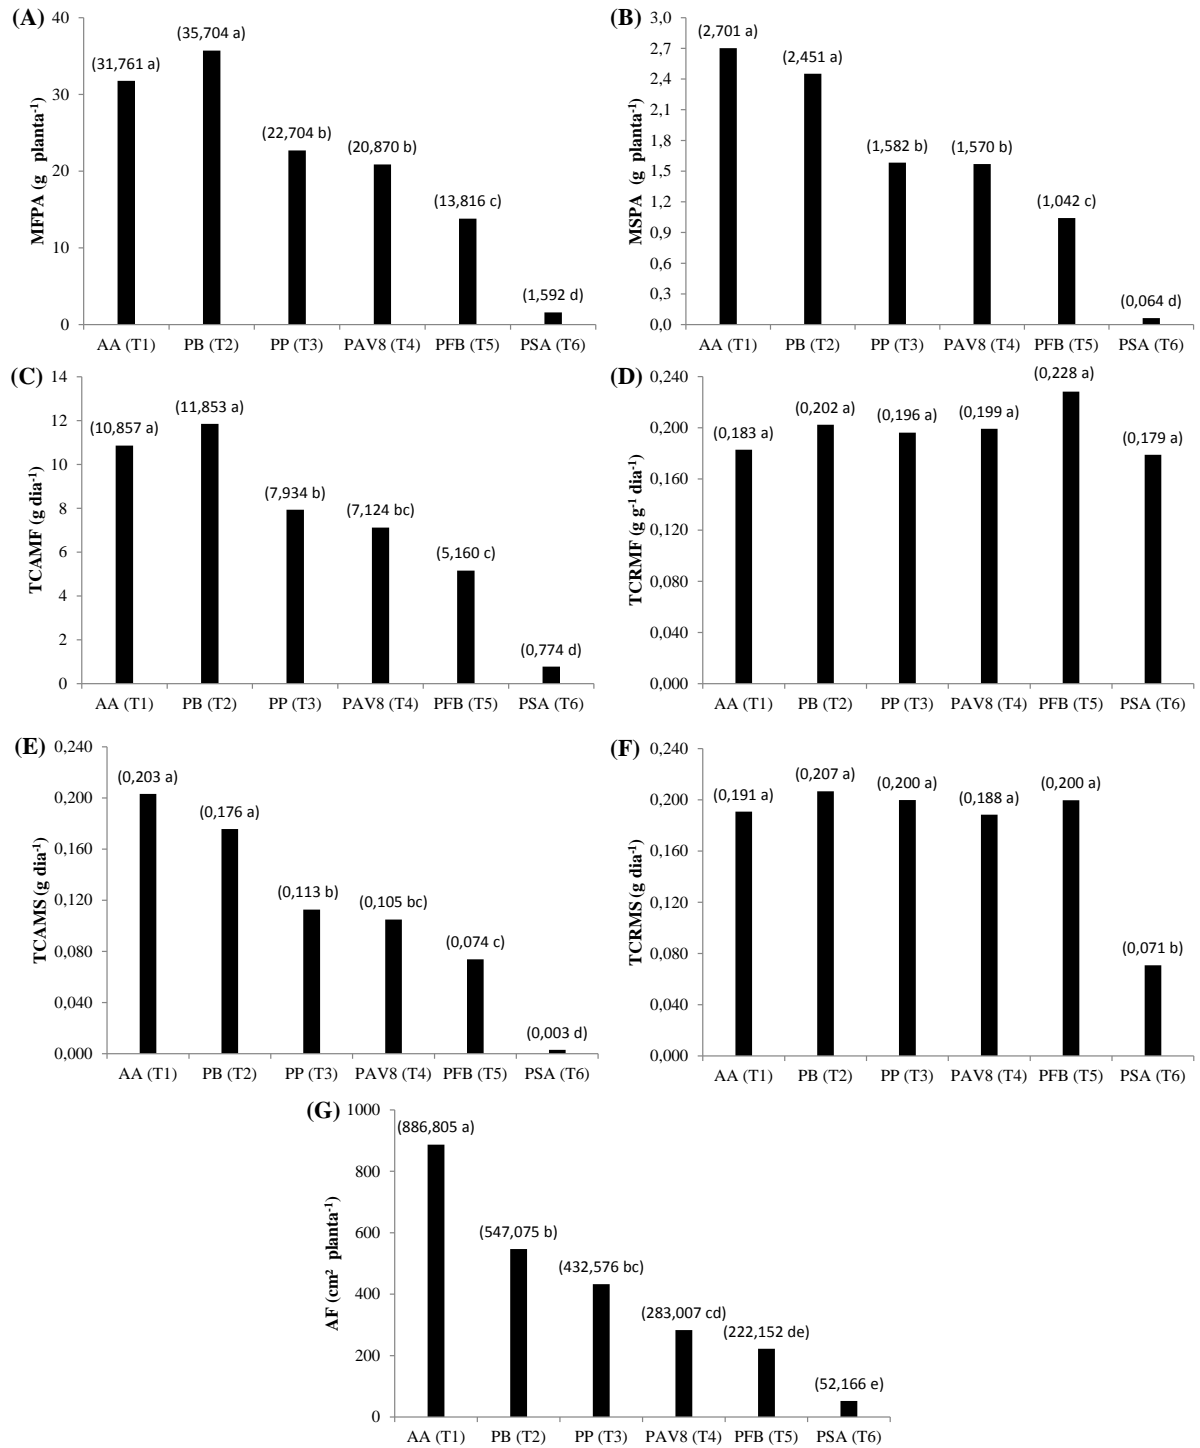 (A)
MFPA (g planta-1)
40
30
20
10
0
(31,761 a)
(35,704 a)
(22,704 b)
(20,870 b)
(13,816 c)
(1,592 d)
AA (T1) PB (T2) PP (T3) PAV8 (T4) PFB (T5) PSA (T6)
(B)
MSPA (g planta-1)
3,0
2,7
2,4
2,1
1,8
1,5
1,2
0,9
0,6
0,3
0,0
(2,701 a)
(2,451 a)
(1,582 b)
(1,570 b)
(1,042 c)
(0,064 d)
AA (T1) PB (T2) PP (T3) PAV8 (T4) PFB (T5) PSA (T6)
(C)
TCAMF (g dia-1)
14
12
10
8
6
4
2
0
(10,857 a)
(11,853 a)
(7,934 b)
(7,124 bc)
(5,160 c)
(0,774 d)
AA (T1) PB (T2) PP (T3) PAV8 (T4) PFB (T5) PSA (T6)
(D)
TCRMF (g g-1 dia-1)
0,240
0,200
0,160
0,120
0,080
0,040
0,000
(0,183 a)
(0,202 a)
(0,196 a)
(0,199 a)
(0,228 a)
(0,179 a)
AA (T1) PB (T2) PP (T3) PAV8 (T4) PFB (T5) PSA (T6)
(E)
TCAMS (g dia-1)
0,240
0,200
0,160
0,120
0,080
0,040
0,000
(0,203 a)
(0,176 a)
(0,113 b)
(0,105 bc)
(0,074 c)
(0,003 d)
AA (T1) PB (T2) PP (T3) PAV8 (T4) PFB (T5) PSA (T6)
(F)
TCRMS (g dia-1)
0,240
0,200
0,160
0,120
0,080
0,040
0,000
(0,191 a)
(0,207 a)
(0,200 a)
(0,188 a)
(0,200 a)
(0,071 b)
AA (T1) PB (T2) PP (T3) PAV8 (T4) PFB (T5) PSA (T6)
(G)
AF (cm² planta-1)
1000
800
600
400
200
0
(886,805 a)
(547,075 b)
(432,576 bc)
(283,007 cd)
(222,152 de)
(52,166 e)
AA (T1) PB (T2) PP (T3) PAV8 (T4) PFB (T5) PSA (T6)